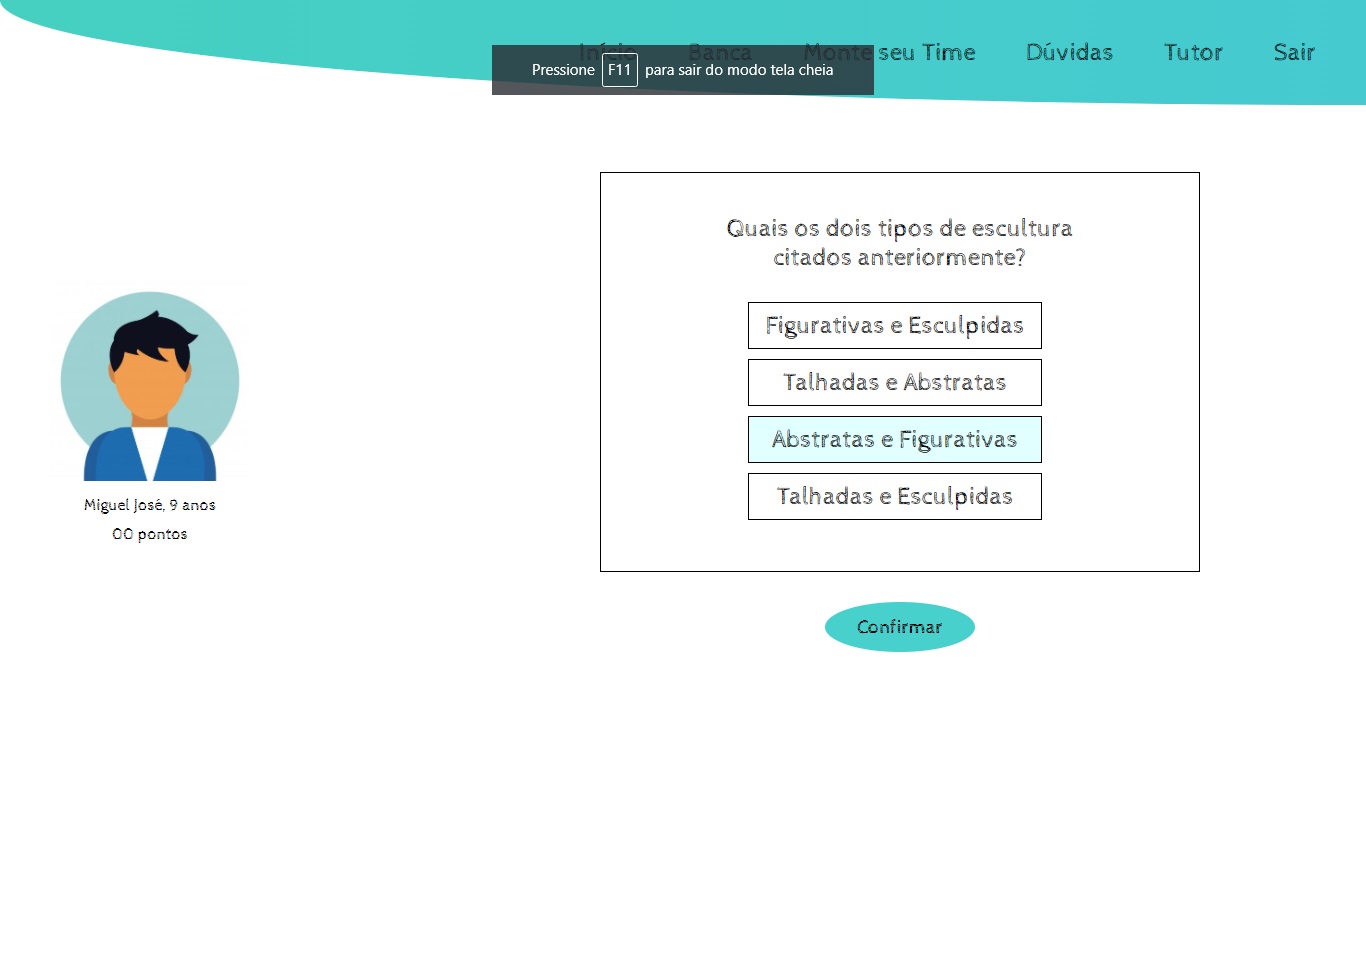 Início Banca Monte seu Time Dúvidas Tutor Sair
Pressione F11 para sair do modo tela cheia
Quais os dois tipos de escultura
citados anteriormente?
Figurativas e Esculpidas
Talhadas e Abstratas
Abstratas e Figurativas
Talhadas e Esculpidas
Confirmar
Miguel José, 9 anos
00 pontos